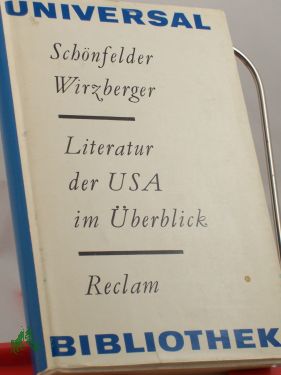 UNIVERSAL
Schönfelder
Wirzberger
Literatur
der USA
im Überblick
Reclam
BIBLIOTHEK